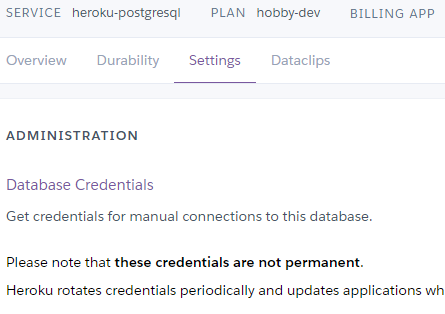 SERVICE heroku-postgresql PLAN hobby-dev BILLING APP
Overview Durability Settings Dataclips
ADMINISTRATION
Database Credentials
Get credentials for manual connections to this database.
Please note that these credentials are not permanent.
Heroku rotates credentials periodically and updates applications wh